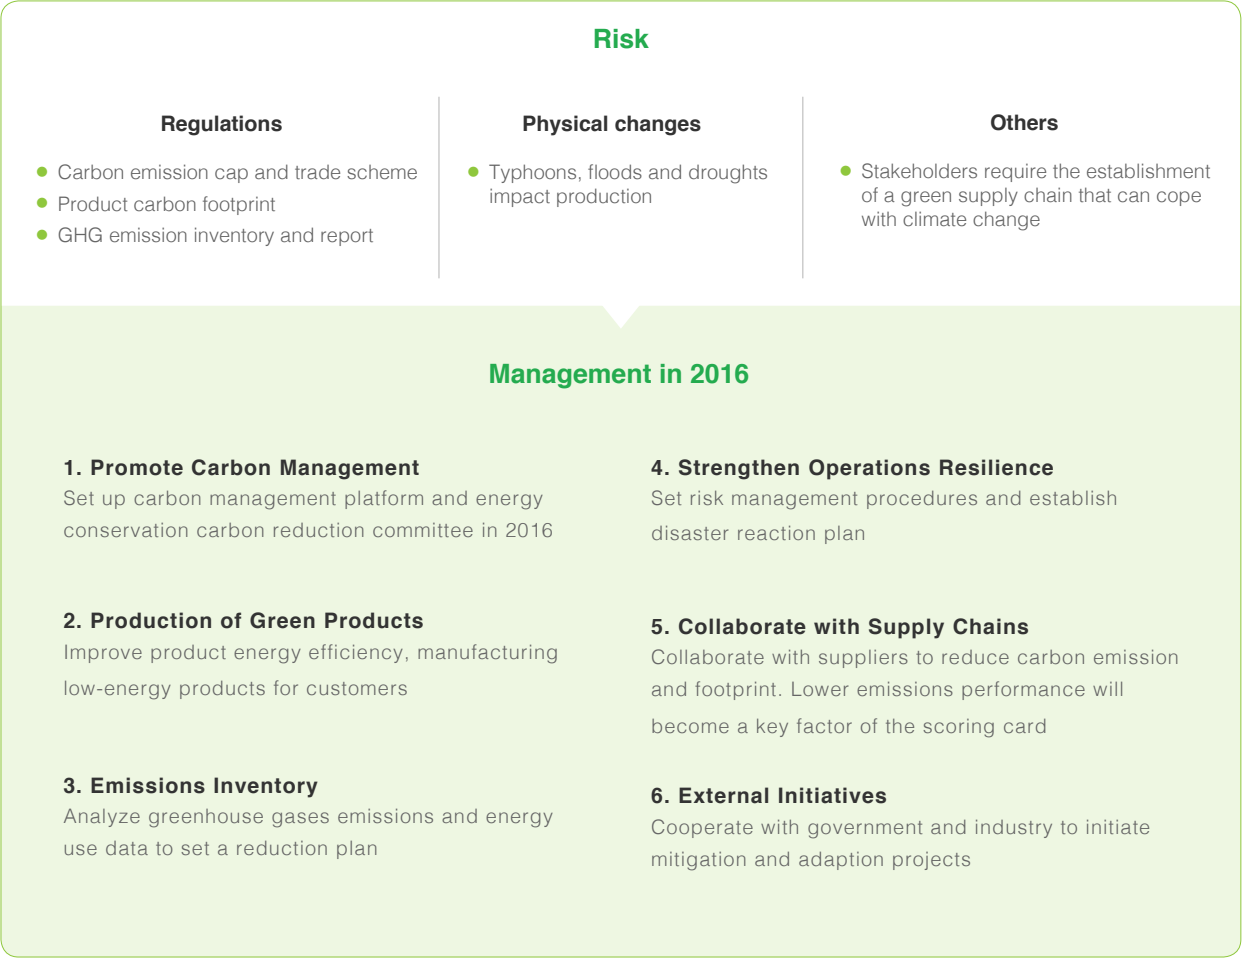 Risk
Regulations
Carbon emission cap and trade scheme
Product carbon footprint
GHG emission inventory and report
Physical changes
Typhoons, floods and droughts
impact production
Others
Stakeholders require the establishment
of a green supply chain that can cope
with climate change
Management in 2016
1. Promote Carbon Management
Set up carbon management platform and energy
conservation carbon reduction committee in 2016
2. Production of Green Products
Improve product energy efficiency, manufacturing
low-energy products for customers
3. Emissions Inventory
Analyze greenhouse gases emissions and energy
use data to set a reduction plan
4. Strengthen Operations Resilience
Set risk management procedures and establish
disaster reaction plan
5. Collaborate with Supply Chains
Collaborate with suppliers to reduce carbon emission
and footprint. Lower emissions performance will
become a key factor of the scoring card
6. External Initiatives
Cooperate with government and industry to initiate
mitigation and adaption projects